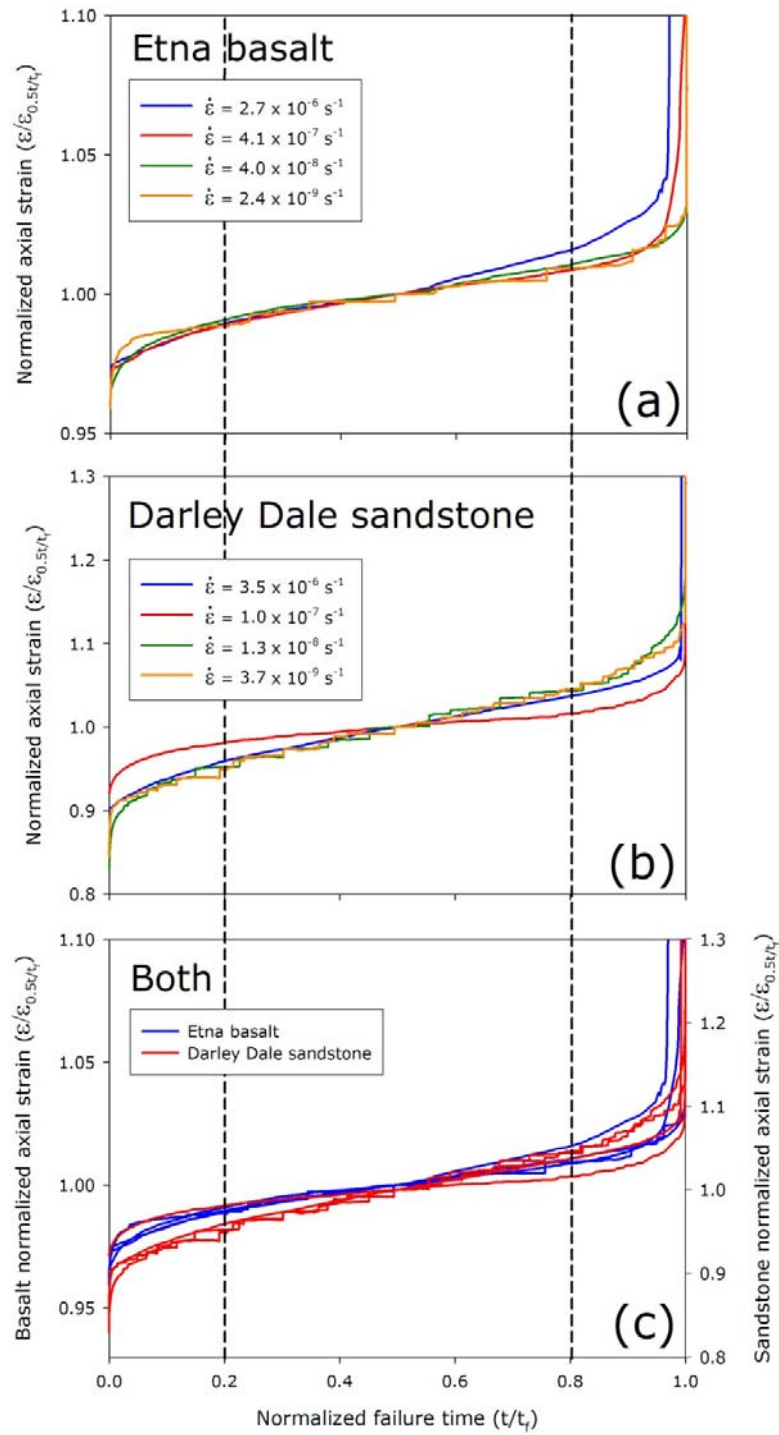 Etna basalt
ε̇ = 2.7 x 10⁻⁶ s⁻¹
ε̇ = 4.1 x 10⁻⁷ s⁻¹
ε̇ = 4.0 x 10⁻⁸ s⁻¹
ε̇ = 2.4 x 10⁻⁹ s⁻¹
Normalized axial strain (ε/ε0.5t/tf)
1.10
1.05
1.00
0.95
(a)
Darley Dale sandstone
ε̇ = 3.5 x 10⁻⁶ s⁻¹
ε̇ = 1.0 x 10⁻⁷ s⁻¹
ε̇ = 1.3 x 10⁻⁸ s⁻¹
ε̇ = 3.7 x 10⁻⁹ s⁻¹
Normalized axial strain (ε/ε0.5t/tf)
1.3
1.2
1.1
1.0
0.9
0.8
(b)
Both
Etna basalt
Darley Dale sandstone
Basalt normalized axial strain (ε/ε0.5t/tf)
1.10
1.05
1.00
0.95
Sandstone normalized axial strain (ε/ε0.5t/tf)
1.3
1.2
1.1
1.0
0.9
0.8
(c)
0.0 0.2 0.4 0.6 0.8 1.0
Normalized failure time (t/tf)